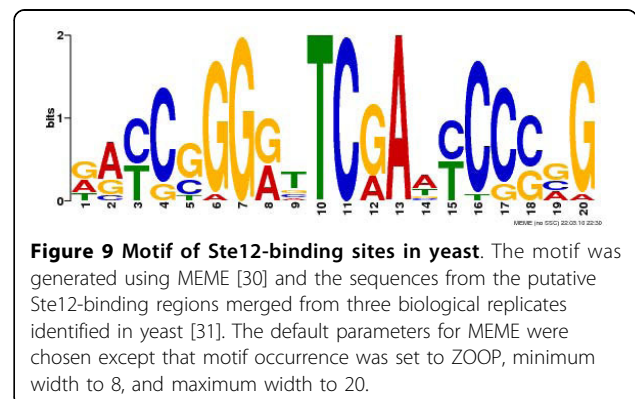 2
bits
1
0
1 2 3 4 5 6 7 8 9 10 11 12 13 14 15 16 17 18 19 20
MEME (no SSC) 22.03.10 22:30
Figure 9 Motif of Ste12-binding sites in yeast. The motif was
generated using MEME [30] and the sequences from the putative
Ste12-binding regions merged from three biological replicates
identified in yeast [31]. The default parameters for MEME were
chosen except that motif occurrence was set to ZOOP, minimum
width to 8, and maximum width to 20.